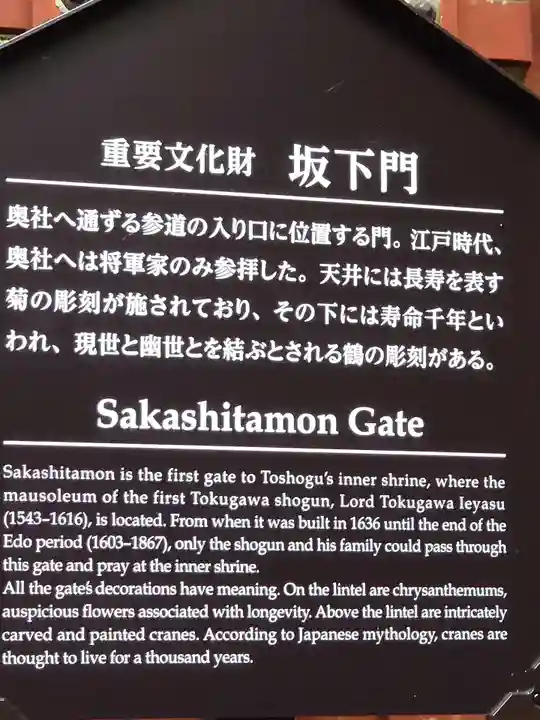 重要文化財 坂下門
奥社へ通ずる参道の入り口に位置する門。江戸時代、
奥社へは将軍家のみ参拝した。天井には長寿を表す
菊の彫刻が施されており、その下には寿命千年とい
われ、現世と幽世とを結ぶとされる鶴の彫刻がある。
Sakashitamon Gate
Sakashitamon is the first gate to Toshogu's inner shrine, where the
mausoleum of the first Tokugawa shogun, Lord Tokugawa Ieyasu
(1543–1616), is located. From when it was built in 1636 until the end of the
Edo period (1603–1867), only the shogun and his family could pass through
this gate and pray at the inner shrine.
All the gate's decorations have meaning. On the lintel are chrysanthemums,
auspicious flowers associated with longevity. Above the lintel are intricately
carved and painted cranes. According to Japanese mythology, cranes are
thought to live for a thousand years.